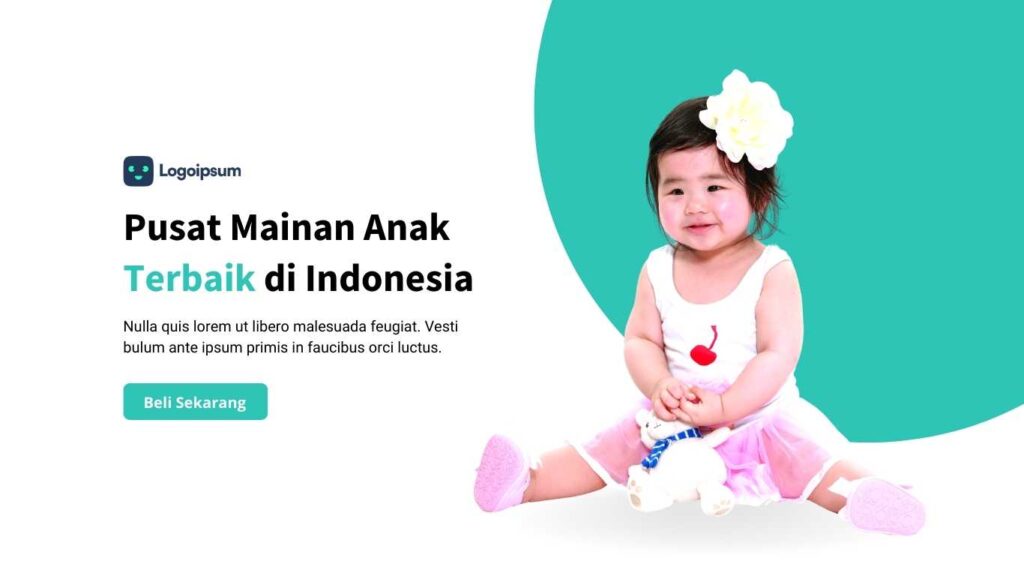 Logoipsum
Pusat Mainan Anak
Terbaik di Indonesia
Nulla quis lorem ut libero malesuada feugiat. Vesti
bulum ante ipsum primis in faucibus orci luctus.
Beli Sekarang